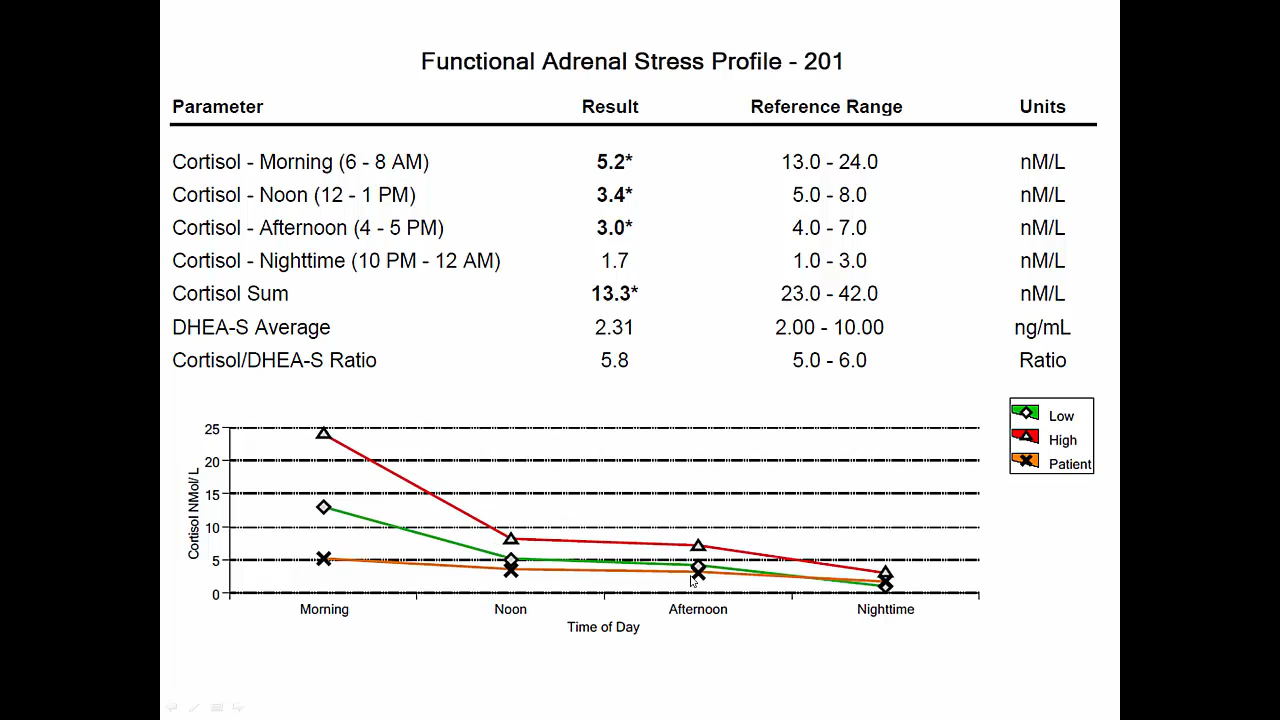 Functional Adrenal Stress Profile - 201
Parameter Result Reference Range Units
Cortisol - Morning (6 - 8 AM) 5.2* 13.0 - 24.0 nM/L
Cortisol - Noon (12 - 1 PM) 3.4* 5.0 - 8.0 nM/L
Cortisol - Afternoon (4 - 5 PM) 3.0* 4.0 - 7.0 nM/L
Cortisol - Nighttime (10 PM - 12 AM) 1.7 1.0 - 3.0 nM/L
Cortisol Sum 13.3* 23.0 - 42.0 nM/L
DHEA-S Average 2.31 2.00 - 10.00 ng/mL
Cortisol/DHEA-S Ratio 5.8 5.0 - 6.0 Ratio
Low
High
Patient
Cortisol NMol/L
25
20
15
10
5
0
Morning Noon Afternoon Nighttime
Time of Day